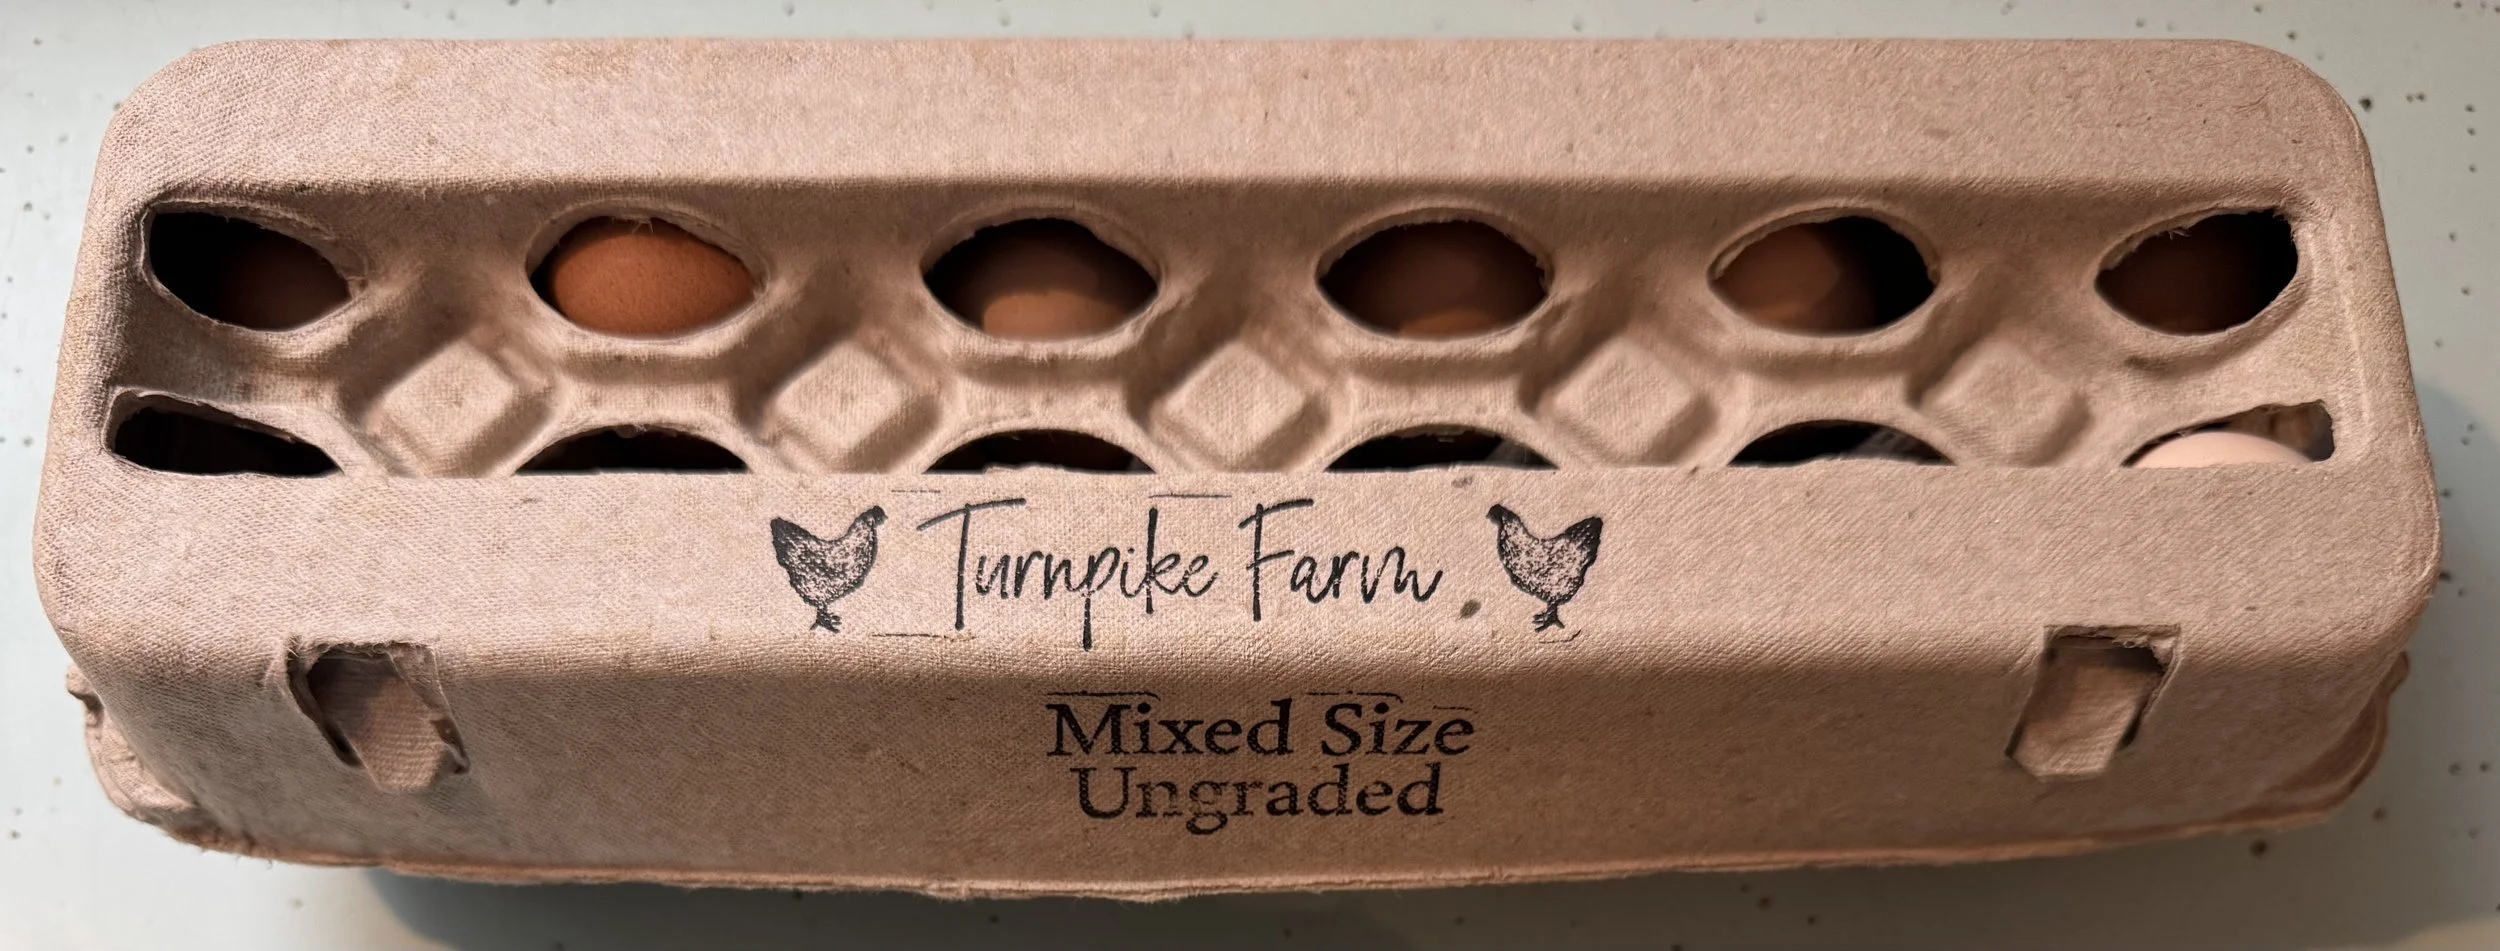 Turnpike Farm
Mixed Size
Ungraded